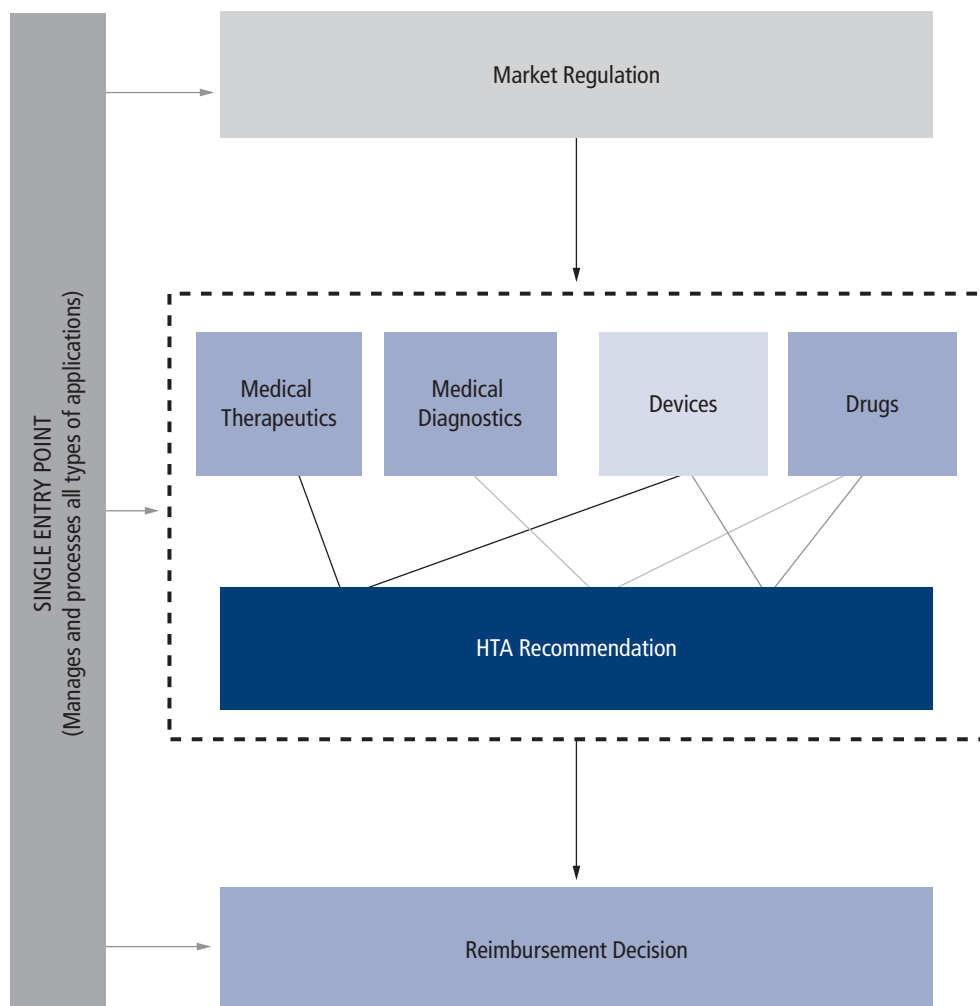 SINGLE ENTRY POINT
(Manages and processes all types of applications)
Market Regulation
Medical
Therapeutics
Medical
Diagnostics
Devices
Drugs
HTA Recommendation
Reimbursement Decision